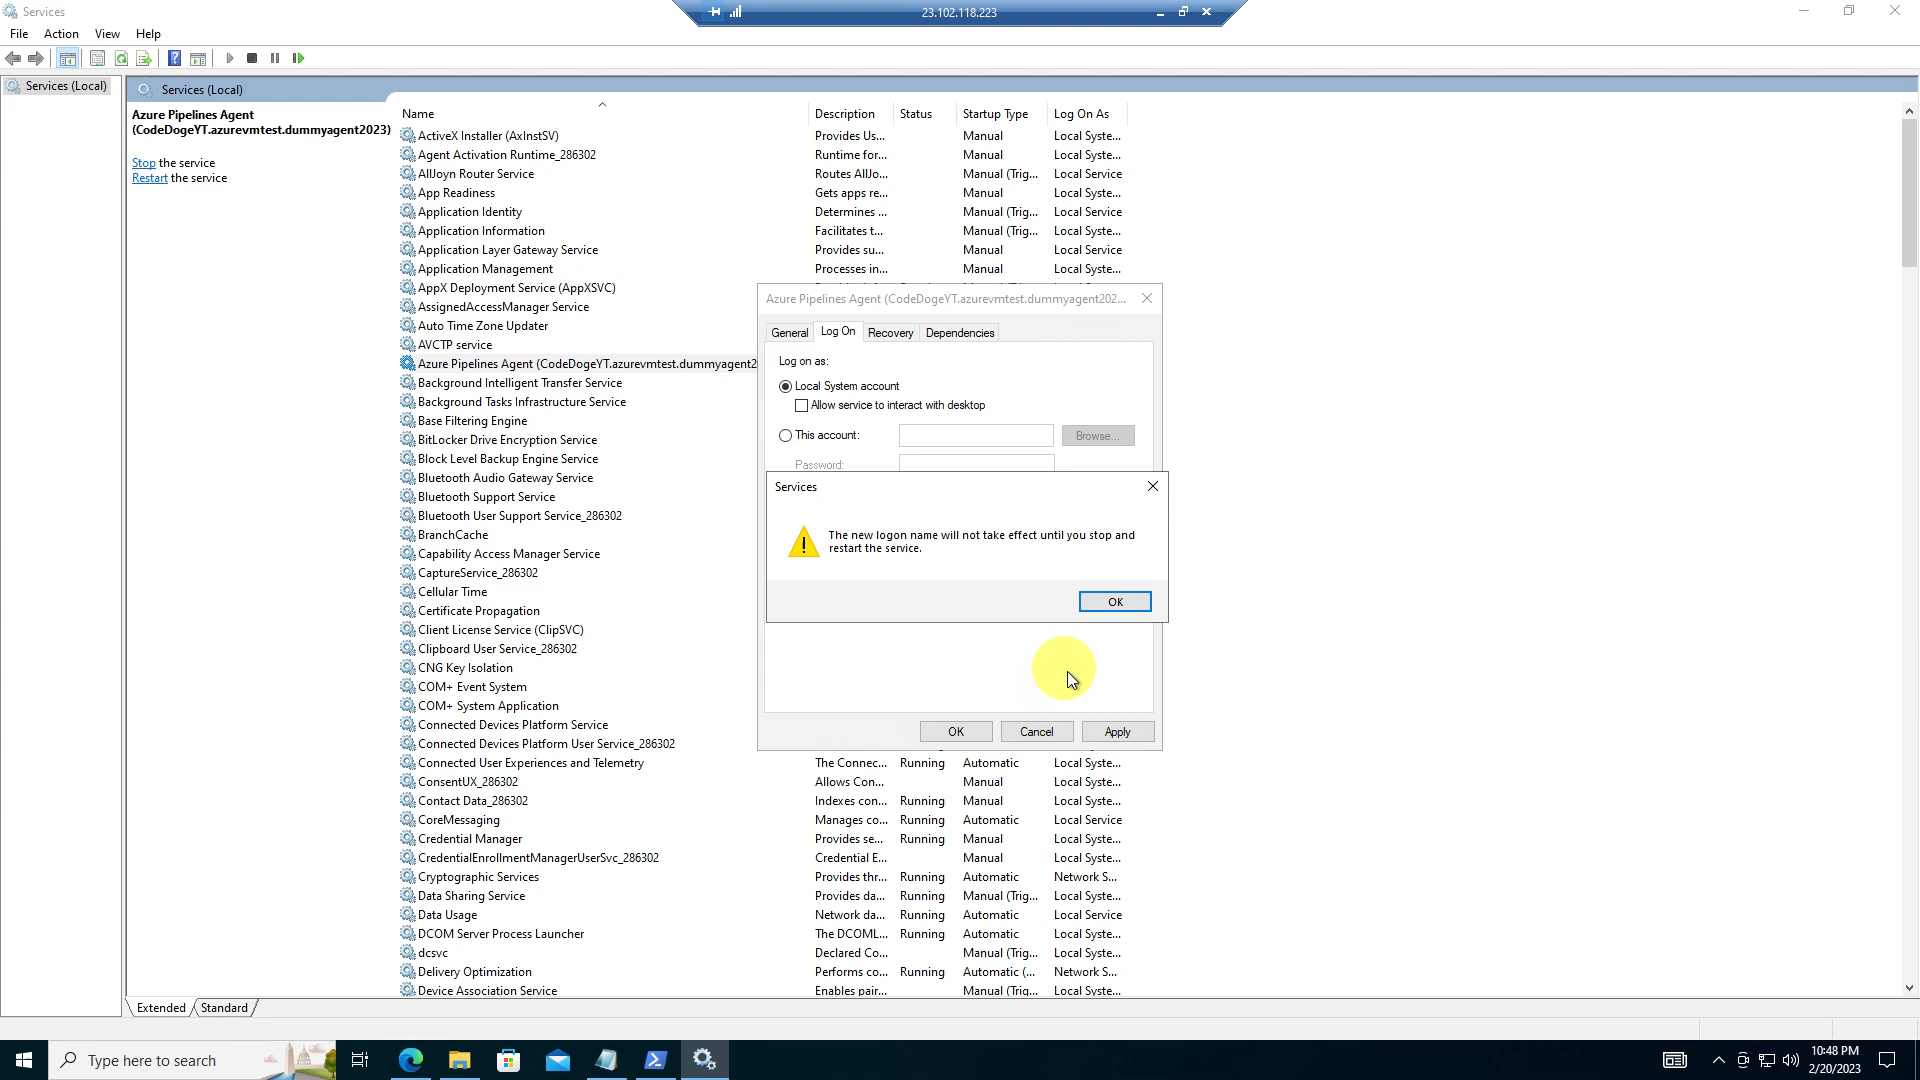 Services
23.102.118.223
File Action View Help
Services (Local)
Services (Local)
Azure Pipelines Agent
(CodeDogeYT.azurevmtest.dummyagent2023)
Stop the service
Restart the service
Name Description Status Startup Type Log On As
ActiveX Installer (AxInstSV) Provides Us... Manual Local Syste...
Agent Activation Runtime_286302 Runtime for... Manual Local Syste...
AllJoyn Router Service Routes AllJo... Manual (Trig... Local Service
App Readiness Gets apps re... Manual Local Syste...
Application Identity Determines ... Manual (Trig... Local Service
Application Information Facilitates t... Manual (Trig... Local Syste...
Application Layer Gateway Service Provides su... Manual Local Service
Application Management Processes in... Manual Local Syste...
AppX Deployment Service (AppXSVC)
AssignedAccessManager Service
Auto Time Zone Updater
AVCTP service
Azure Pipelines Agent (CodeDogeYT.azurevmtest.dummyagent2
Background Intelligent Transfer Service
Background Tasks Infrastructure Service
Base Filtering Engine
BitLocker Drive Encryption Service
Block Level Backup Engine Service
Bluetooth Audio Gateway Service
Bluetooth Support Service
Bluetooth User Support Service_286302
BranchCache
Capability Access Manager Service
CaptureService_286302
Cellular Time
Certificate Propagation
Client License Service (ClipSVC)
Clipboard User Service_286302
CNG Key Isolation
COM+ Event System
COM+ System Application
Connected Devices Platform Service
Connected Devices Platform User Service_286302
Connected User Experiences and Telemetry The Connec... Running Automatic Local Syste...
ConsentUX_286302 Allows Con... Manual Local Syste...
Contact Data_286302 Indexes con... Running Manual Local Syste...
CoreMessaging Manages co... Running Automatic Local Service
Credential Manager Provides se... Running Manual Local Syste...
CredentialEnrollmentManagerUserSvc_286302 Credential E... Manual Local Syste...
Cryptographic Services Provides thr... Running Automatic Network S...
Data Sharing Service Provides da... Running Manual (Trig... Local Syste...
Data Usage Network da... Running Automatic Local Service
DCOM Server Process Launcher The DCOML... Running Automatic Local Syste...
dcsvc Declared Co... Manual (Trig... Local Syste...
Delivery Optimization Performs co... Running Automatic (... Network S...
Device Association Service Enables pair... Manual (Trig... Local Syste...
Azure Pipelines Agent (CodeDogeYT.azurevmtest.dummyagent202...
General Log On Recovery Dependencies
Log on as:
Local System account
Allow service to interact with desktop
This account: Browse...
Password:
Services
The new logon name will not take effect until you stop and
restart the service.
OK
OK Cancel Apply
Extended Standard
Type here to search
10:48 PM
2/20/2023